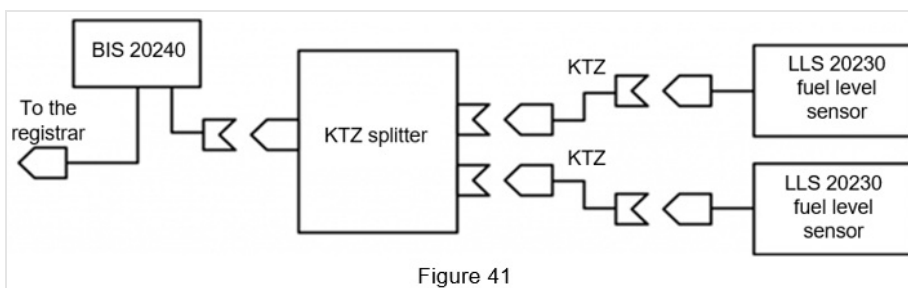 BIS 20240
To the
registrar
KTZ splitter
KTZ
KTZ
LLS 20230
fuel level
sensor
LLS 20230
fuel level
sensor
Figure 41